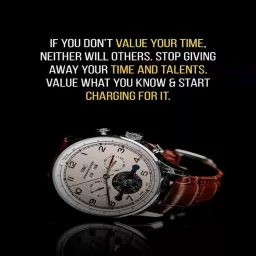 IF YOU DON'T VALUE YOUR TIME,
NEITHER WILL OTHERS. STOP GIVING
AWAY YOUR TIME AND TALENTS.
VALUE WHAT YOU KNOW & START
CHARGING FOR IT.
IWC